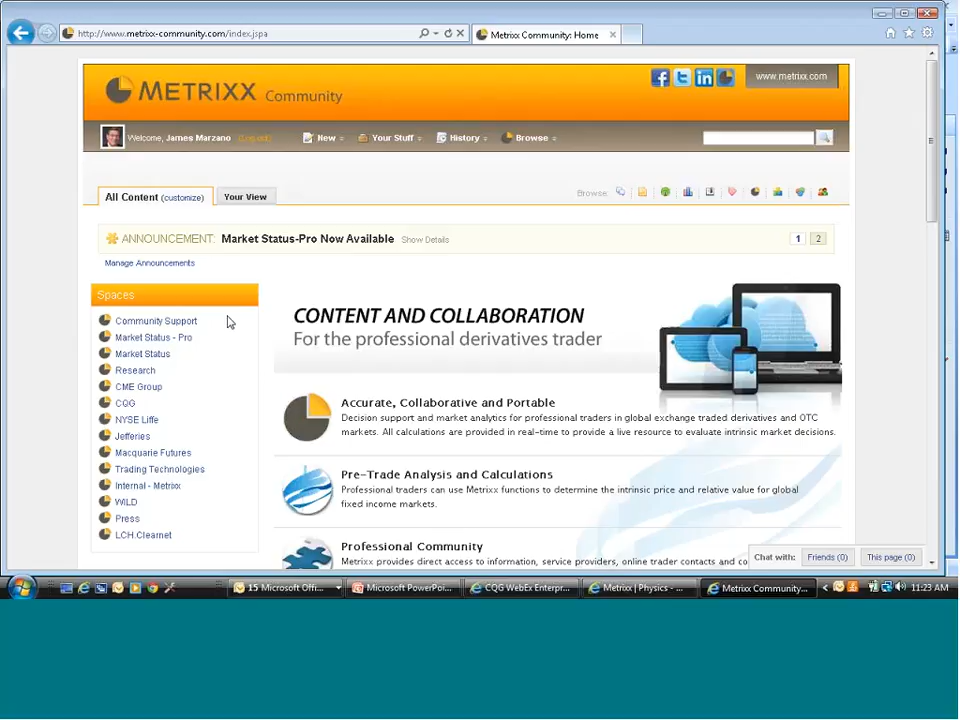 http://www.metrixx-community.com/index.jspa
Metrixx Community: Home
METRIXX Community
www.metrixx.com
Welcome, James Marzano
New
Your Stuff
History
Browse
All Content (customize)
Your View
Browse:
ANNOUNCEMENT: Market Status-Pro Now Available Show Details
1 2
Manage Announcements
Spaces
Community Support
Market Status - Pro
Market Status
Research
CME Group
CQG
NYSE Liffe
Jefferies
Macquarie Futures
Trading Technologies
Internal - Metrixx
WILD
Press
LCH.Clearnet
CONTENT AND COLLABORATION
For the professional derivatives trader
Accurate, Collaborative and Portable
Decision support and market analytics for professional traders in global exchange traded derivatives and OTC
markets. All calculations are provided in real-time to provide a live resource to evaluate intrinsic market decisions.
Pre-Trade Analysis and Calculations
Professional traders can use Metrixx functions to determine the intrinsic price and relative value for global
fixed income markets.
Professional Community
Metrixx provides direct access to information, service providers, online trader contacts and co
Chat with:
Friends (0)
This page (0)
15 Microsoft Offi...
Microsoft PowerPoi...
CQG WebEx Enterpr...
Metrixx | Physics - ...
Metrixx Community...
11:23 AM